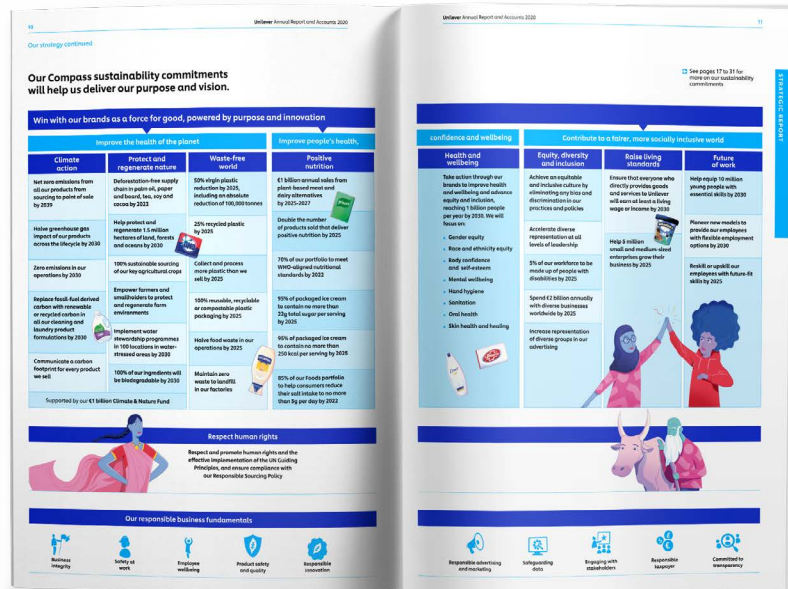 10
Unilever Annual Report and Accounts 2020
Our strategy continued
Our Compass sustainability commitments
will help us deliver our purpose and vision.
Win with our brands as a force for good, powered by purpose and innovation
Improve the health of the planet
Improve people's health,
Climate
action
Net zero emissions from
all our products from
sourcing to point of sale
by 2039
Halve greenhouse gas
impact of our products
across the lifecycle by 2030
Zero emissions in our
operations by 2030
Replace fossil-fuel derived
carbon with renewable
or recycled carbon in
all our cleaning and
laundry product
formulations by 2030
Communicate a carbon
footprint for every product
we sell
Protect and
regenerate nature
Deforestation-free supply
chain in palm oil, paper
and board, tea, soy and
cocoa by 2023
Help protect and
regenerate 1.5 million
hectares of land, forests
and oceans by 2030
100% sustainable sourcing
of our key agricultural crops
Empower farmers and
smallholders to protect
and regenerate farm
environments
Implement water
stewardship programmes
in 100 locations in water-
stressed areas by 2030
100% of our ingredients will
be biodegradable by 2030
Waste-free
world
50% virgin plastic
reduction by 2025,
including an absolute
reduction of 100,000 tonnes
25% recycled plastic
by 2025
Collect and process
more plastic than we
sell by 2025
100% reusable, recyclable
or compostable plastic
packaging by 2025
Halve food waste in our
operations by 2025
Maintain zero
waste to landfill
in our factories
Supported by our €1 billion Climate & Nature Fund
Positive
nutrition
€1 billion annual sales from
plant-based meat and
dairy alternatives
by 2025-2027
Double the number
of products sold that deliver
positive nutrition by 2025
70% of our portfolio to meet
WHO-aligned nutritional
standards by 2022
95% of packaged ice cream
to contain no more than
22g total sugar per serving
by 2025
95% of packaged ice cream
to contain no more than
250 kcal per serving by 2025
85% of our Foods portfolio
to help consumers reduce
their salt intake to no more
than 5g per day by 2022
Respect human rights
Respect and promote human rights and the
effective implementation of the UN Guiding
Principles, and ensure compliance with
our Responsible Sourcing Policy
Our responsible business fundamentals
Business
integrity
Safety at
work
Employee
wellbeing
Product safety
and quality
Responsible
innovation
Unilever Annual Report and Accounts 2020
11
See pages 17 to 31 for
more on our sustainability
commitments
STRATEGIC REPORT
confidence and wellbeing
Contribute to a fairer, more socially inclusive world
Health and
wellbeing
Take action through our
brands to improve health
and wellbeing and advance
equity and inclusion,
reaching 1 billion people
per year by 2030. We will
focus on:
• Gender equity
• Race and ethnicity equity
• Body confidence
and self-esteem
• Mental wellbeing
• Hand hygiene
• Sanitation
• Oral health
• Skin health and healing
Equity, diversity
and inclusion
Achieve an equitable
and inclusive culture by
eliminating any bias and
discrimination in our
practices and policies
Accelerate diverse
representation at all
levels of leadership
5% of our workforce to be
made up of people with
disabilities by 2025
Spend €2 billion annually
with diverse businesses
worldwide by 2025
Increase representation
of diverse groups in our
advertising
Raise living
standards
Ensure that everyone who
directly provides goods
and services to Unilever
will earn at least a living
wage or income by 2030
Help 5 million
small and medium-sized
enterprises grow their
business by 2025
Future
of work
Help equip 10 million
young people with
essential skills by 2030
Pioneer new models to
provide our employees
with flexible employment
options by 2030
Reskill or upskill our
employees with future-fit
skills by 2025
Responsible advertising
and marketing
Safeguarding
data
Engaging with
stakeholders
Responsible
taxpayer
Committed to
transparency